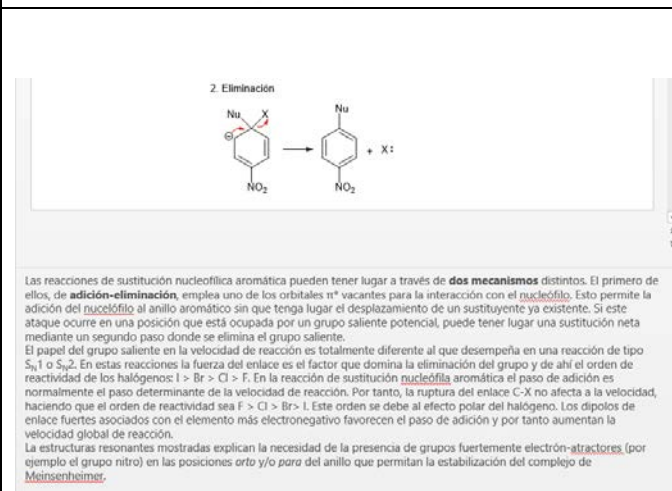 2. Eliminación
Nu
X
Nu
⊖
+ X:
NO2
NO2
Las reacciones de sustitución nucleofílica aromática pueden tener lugar a través de dos mecanismos distintos. El primero de
ellos, de adición-eliminación, emplea uno de los orbitales π* vacantes para la interacción con el nucleófilo. Esto permite la
adición del nucelófilo al anillo aromático sin que tenga lugar el desplazamiento de un sustituyente ya existente. Si este
ataque ocurre en una posición que está ocupada por un grupo saliente potencial, puede tener lugar una sustitución neta
mediante un segundo paso donde se elimina el grupo saliente.
El papel del grupo saliente en la velocidad de reacción es totalmente diferente al que desempeña en una reacción de tipo
SN1 o SN2. En estas reacciones la fuerza del enlace es el factor que domina la eliminación del grupo y de ahí el orden de
reactividad de los halógenos: I > Br > Cl > F. En la reacción de sustitución nucleófila aromática el paso de adición es
normalmente el paso determinante de la velocidad de reacción. Por tanto, la ruptura del enlace C-X no afecta a la velocidad,
haciendo que el orden de reactividad sea F > Cl > Br> I. Este orden se debe al efecto polar del halógeno. Los dipolos de
enlace fuertes asociados con el elemento más electronegativo favorecen el paso de adición y por tanto aumentan la
velocidad global de reacción.
La estructuras resonantes mostradas explican la necesidad de la presencia de grupos fuertemente electrón-atractores (por
ejemplo el grupo nitro) en las posiciones orto y/o para del anillo que permitan la estabilización del complejo de
Meinsenheimer.